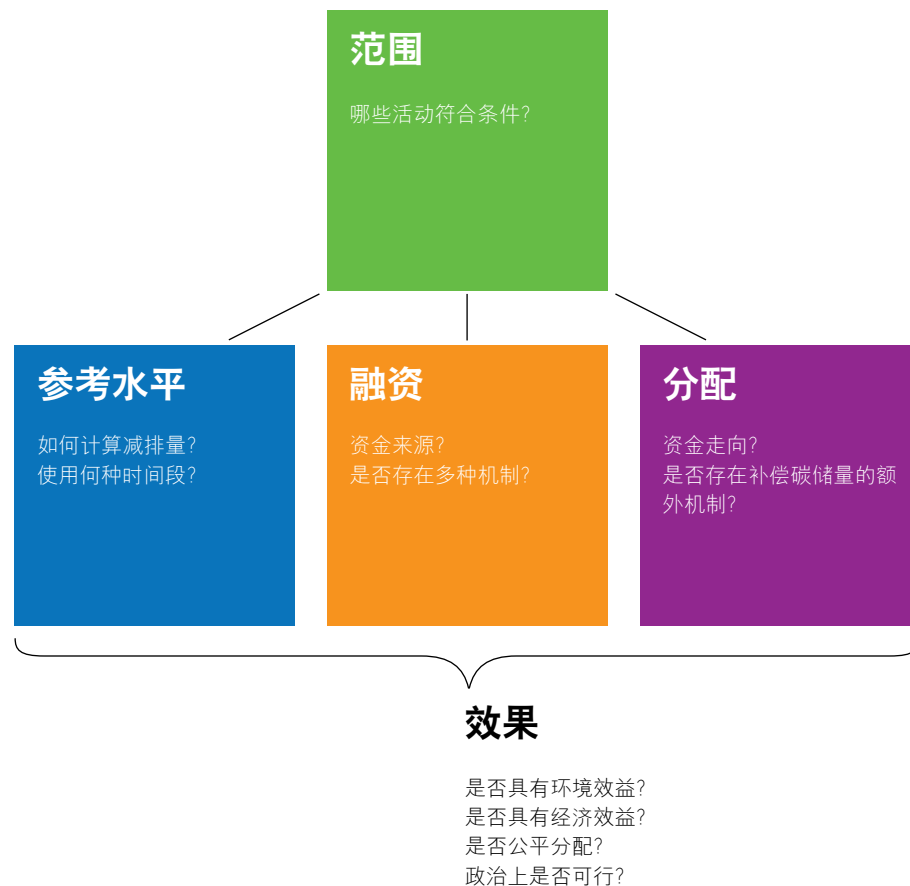 范围
哪些活动符合条件?
参考水平
如何计算减排量?
使用何种时间段?
融资
资金来源?
是否存在多种机制?
分配
资金走向?
是否存在补偿碳储量的额
外机制?
效果
是否具有环境效益?
是否具有经济效益?
是否公平分配?
政治上是否可行?